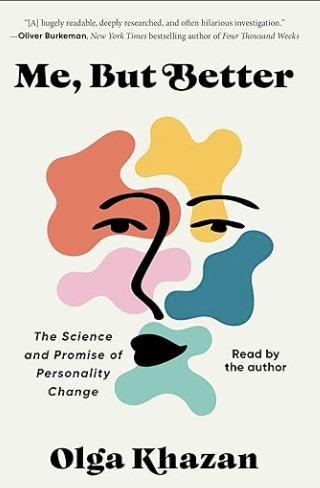 "[A] hugely readable, deeply researched, and often hilarious investigation."
—Oliver Burkeman, New York Times bestselling author of Four Thousand Weeks
Me, But Better
The Science
and Promise of
Personality
Change
Read by
the author
Olga Khazan